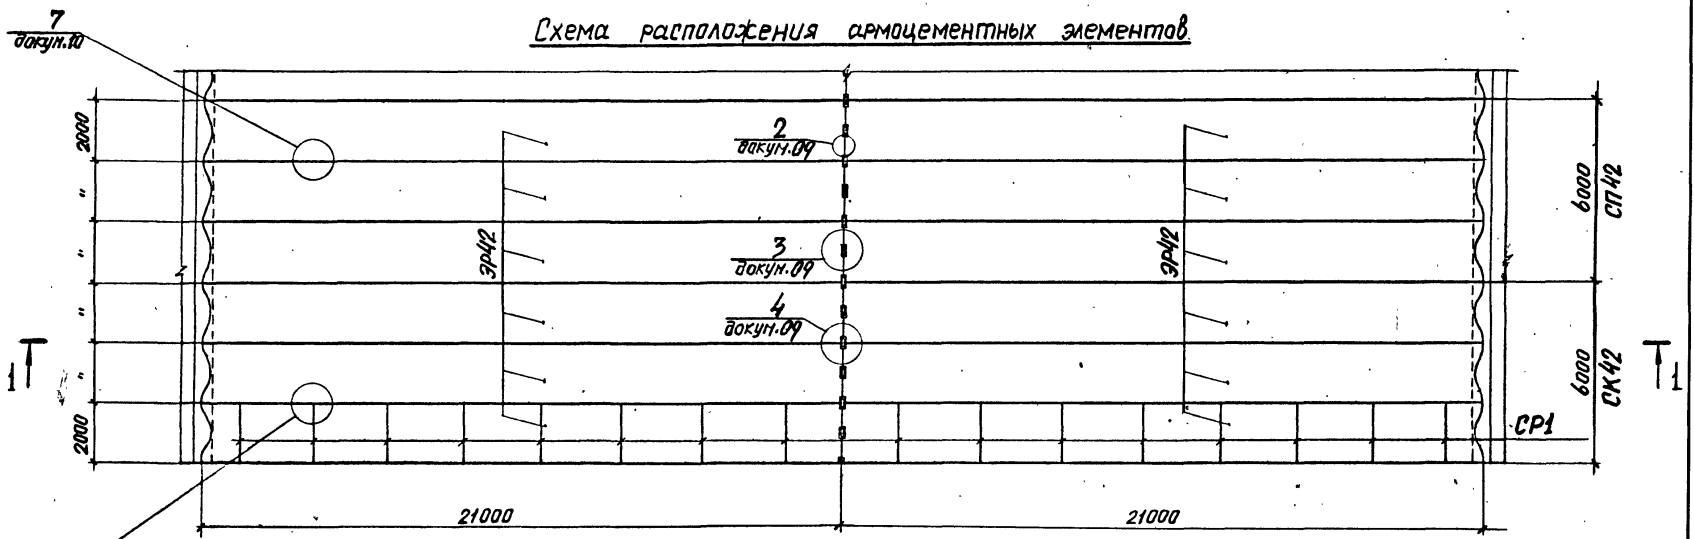 Схема расположения армоцементных элементов
7
докум.10
2000
"
"
"
"
2000
ЭР42
2
докум.09
3
докум.09
4
докум.09
ЭР42
6000
СП42
6000
СК42
1
1
СР1
21000
21000